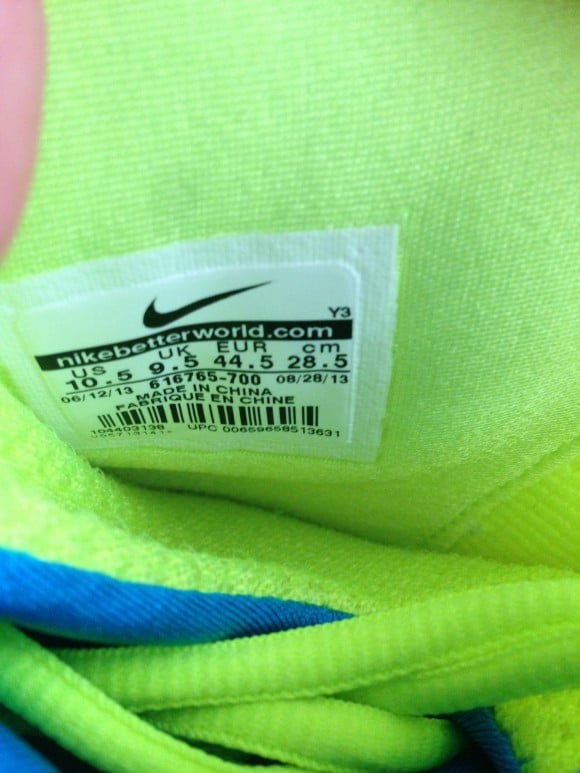 Y3
nikebetterworld.com
US UK EUR cm
10.5 9.5 44.5 28.5
06/12/13 616765-700 08/28/13
MADE IN CHINA
FABRIQUE EN CHINE
104403138 UPC 00659658513631